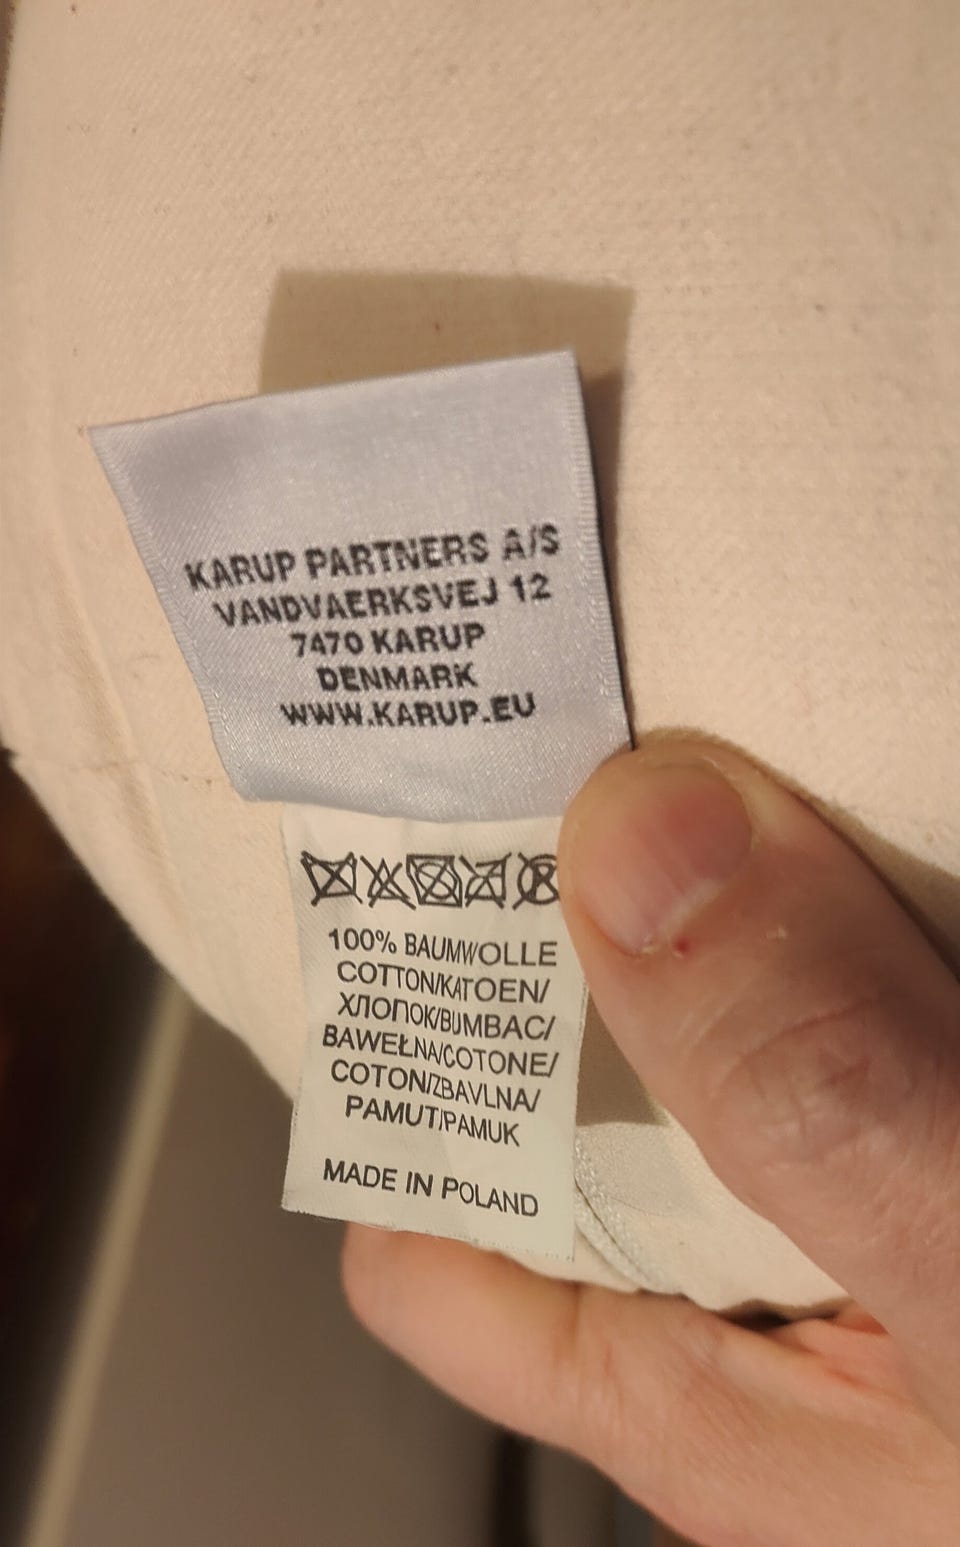 KARUP PARTNERS A/S
VANDVAERKSVEJ 12
7470 KARUP
DENMARK
WWW.KARUP.EU
100% BAUMWOLLE
COTTON/KATOEN/
ХЛОПОК/BUMBAC/
BAWEŁNA/COTONE/
COTON/ZBAVLNA/
PAMUT/PAMUK
MADE IN POLAND